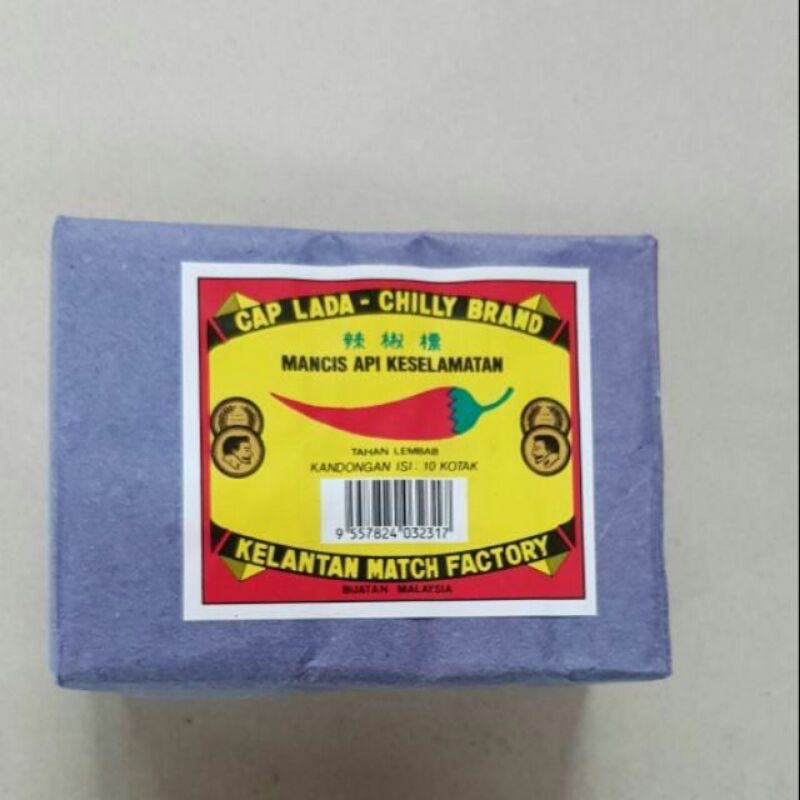 CAP LADA - CHILLY BRAND
辣椒標
MANCIS API KESELAMATAN
TAHAN LEMBAB
KANDONGAN ISI : 10 KOTAK
9 557824 032317
KELANTAN MATCH FACTORY
BUATAN MALAYSIA